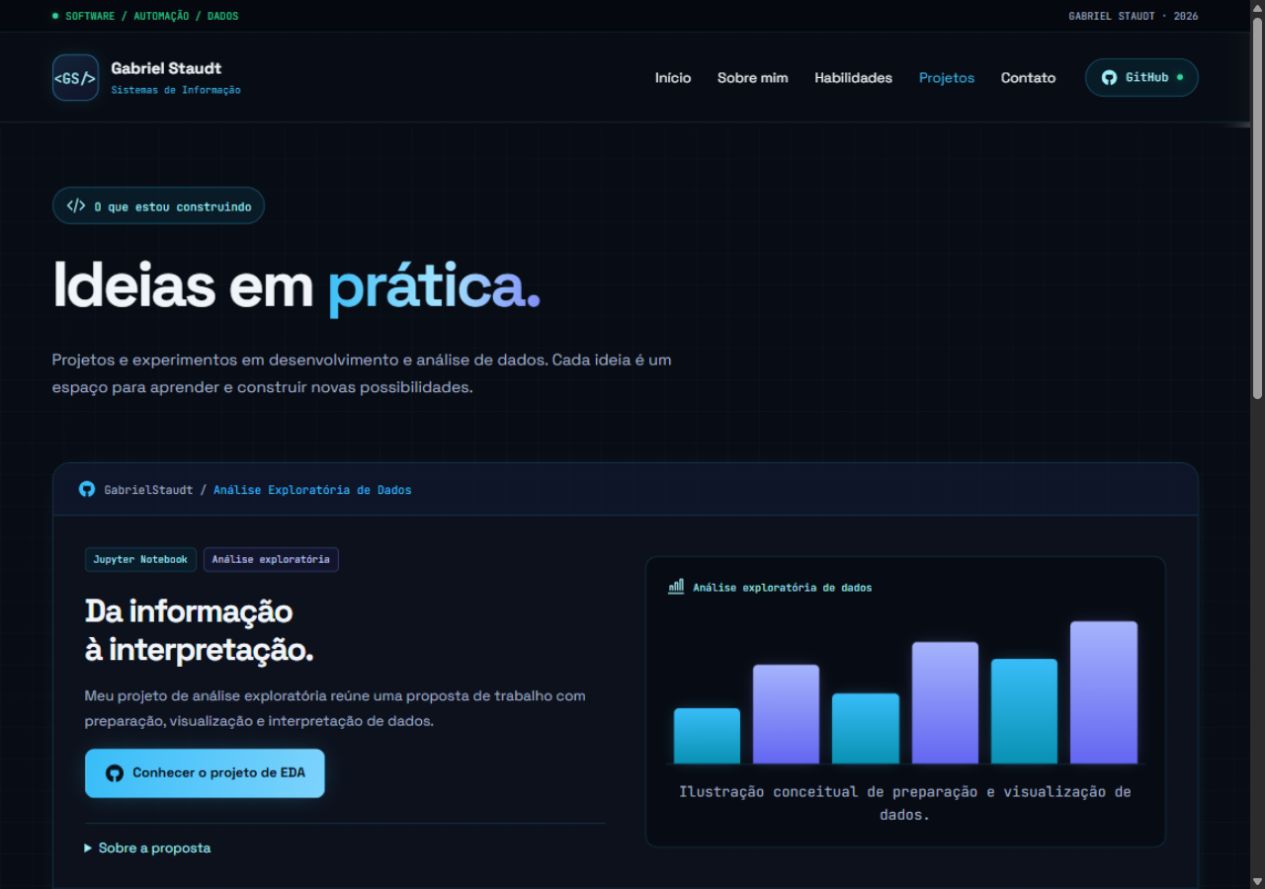 SOFTWARE / AUTOMAÇÃO / DADOS
GABRIEL STAUDT · 2026
<GS/>
Gabriel Staudt
Sistemas de Informação
Início
Sobre mim
Habilidades
Projetos
Contato
GitHub
</> O que estou construindo
Ideias em prática.
Projetos e experimentos em desenvolvimento e análise de dados. Cada ideia é um
espaço para aprender e construir novas possibilidades.
GabrielStaudt / Análise Exploratória de Dados
Jupyter Notebook
Análise exploratória
Da informação
à interpretação.
Meu projeto de análise exploratória reúne uma proposta de trabalho com
preparação, visualização e interpretação de dados.
Conhecer o projeto de EDA
Sobre a proposta
Análise exploratória de dados
Ilustração conceitual de preparação e visualização de
dados.